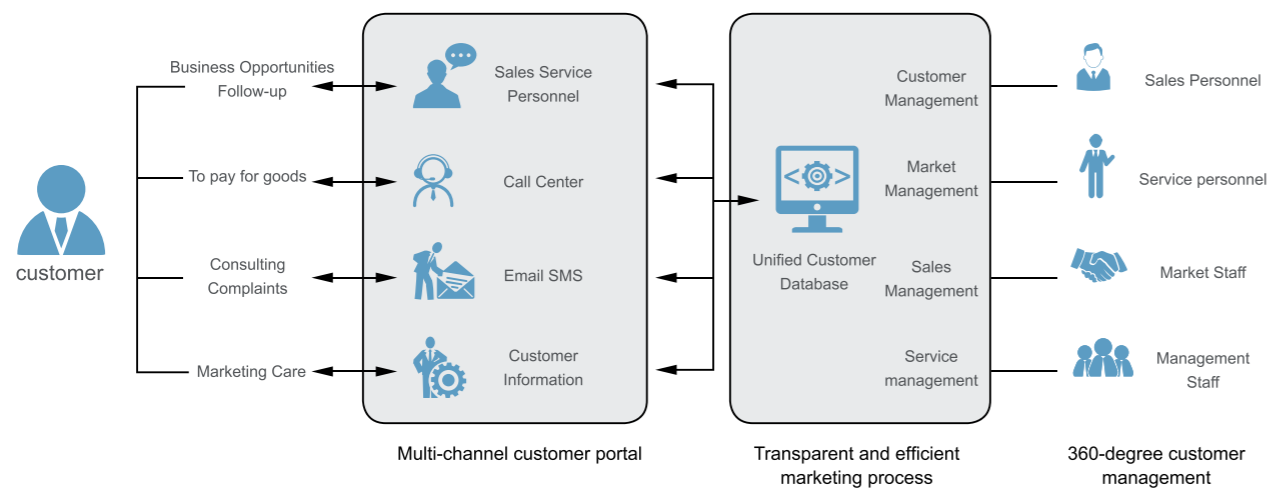 customer
Business Opportunities
Follow-up
To pay for goods
Consulting
Complaints
Marketing Care
Sales Service
Personnel
Call Center
Email SMS
Customer
Information
Multi-channel customer portal
<>
Unified Customer
Database
Customer
Management
Market
Management
Sales
Management
Service
management
Transparent and efficient
marketing process
Sales Personnel
Service personnel
Market Staff
Management
Staff
360-degree customer
management